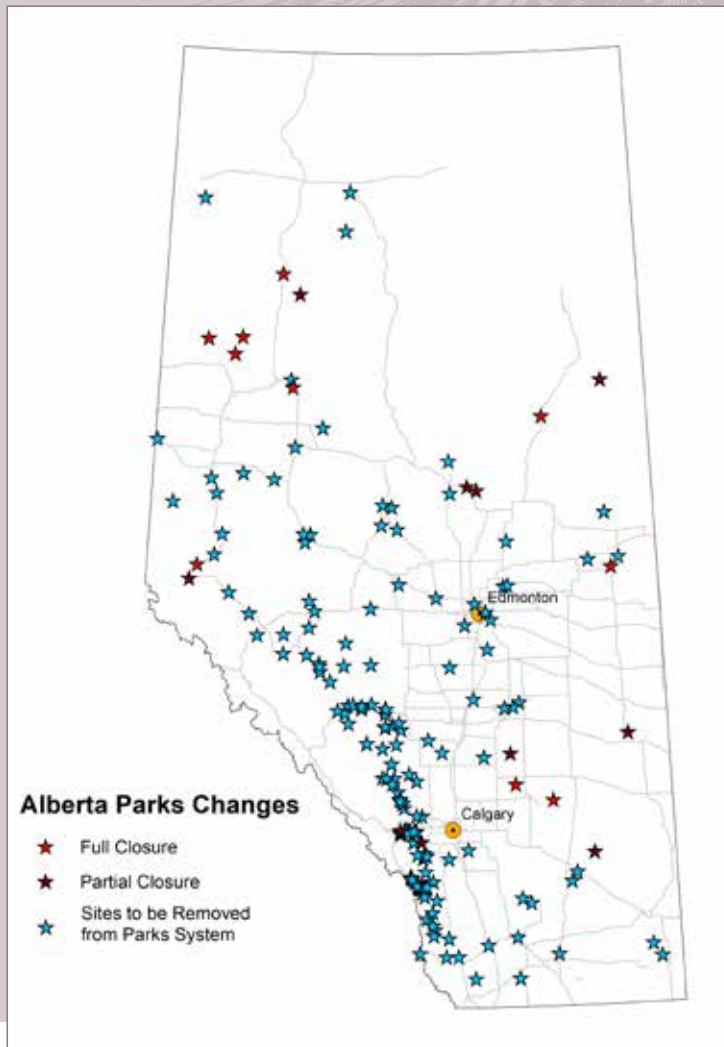 Edmonton
Calgary
Alberta Parks Changes
Full Closure
Partial Closure
Sites to be Removed
from Parks System